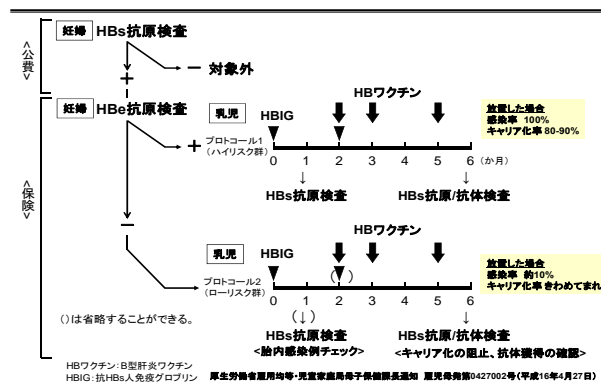 <公費>
妊婦 HBs抗原検査
− 対象外
+
<保険>
妊婦 HBe抗原検査
HBワクチン
乳児 HBIG
放置した場合
感染率 100%
キャリア化率 80-90%
+ プロトコール1
(ハイリスク群)
0 1 2 3 4 5 6 (か月)
↓ ↓
HBs抗原検査 HBs抗原/抗体検査
−
HBワクチン
乳児 HBIG
放置した場合
感染率 約10%
キャリア化率 きわめてまれ
( )
プロトコール2
(ローリスク群)
0 1 2 3 4 5 6
()は省略することができる。
(↓) ↓
HBs抗原検査 HBs抗原/抗体検査
<胎内感染例チェック> <キャリア化の阻止、抗体獲得の確認>
HBワクチン:B型肝炎ワクチン
HBIG:抗HBs人免疫グロブリン 厚生労働省雇用均等・児童家庭局母子保健課長通知 雇児母発第0427002号(平成16年4月27日)